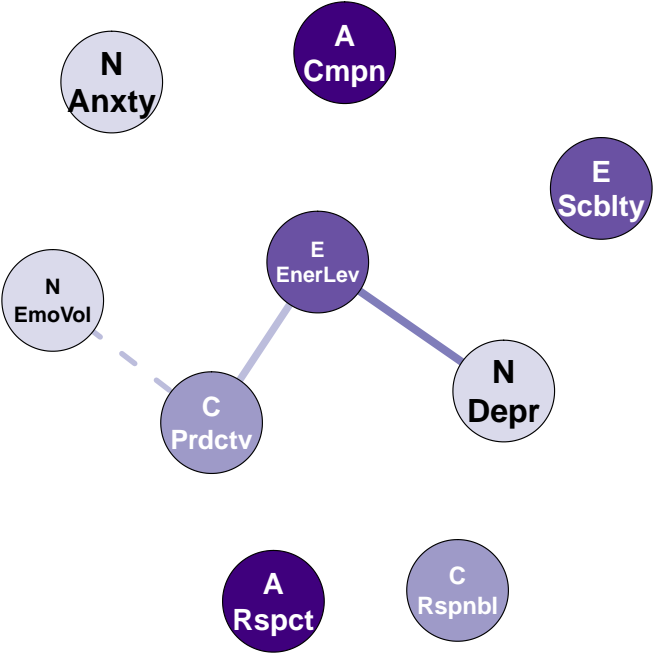 A
Cmpn
N
Anxty
E
Scblty
E
EnerLev
N
EmoVol
N
Depr
C
Prdctv
A
Rspct
C
Rspnbl